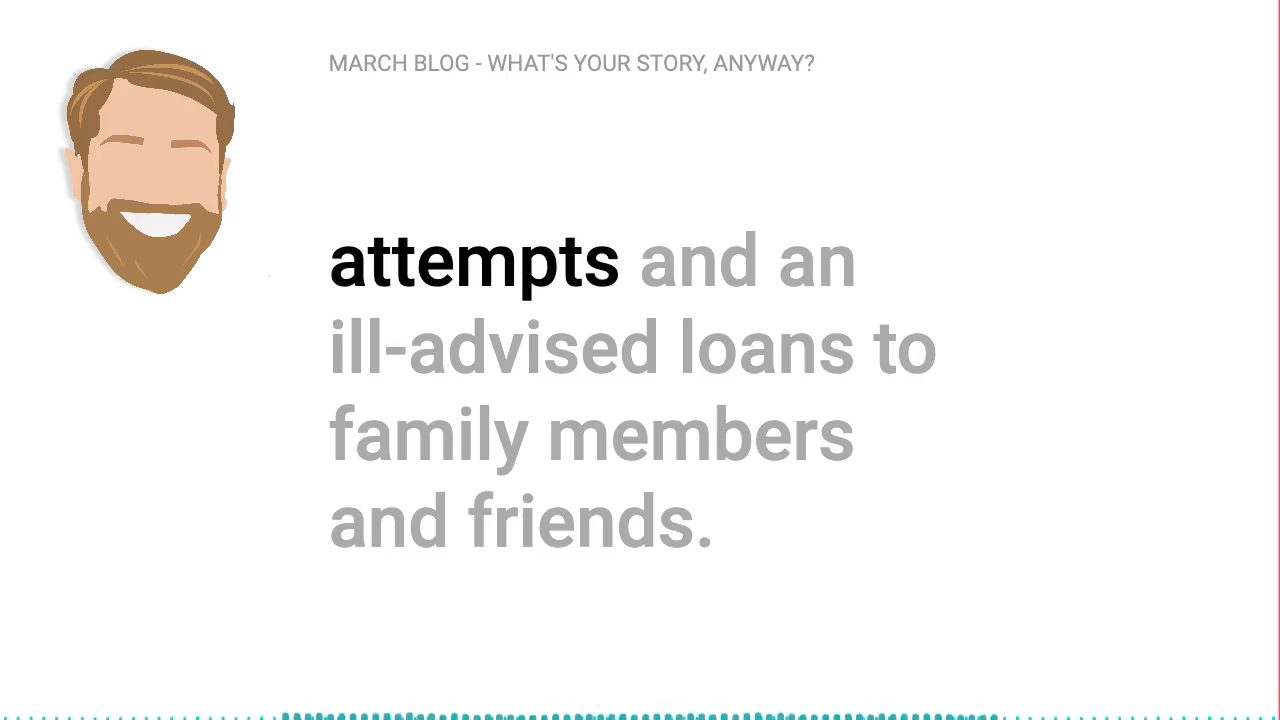 MARCH BLOG - WHAT'S YOUR STORY, ANYWAY?
attempts and an
ill-advised loans to
family members
and friends.